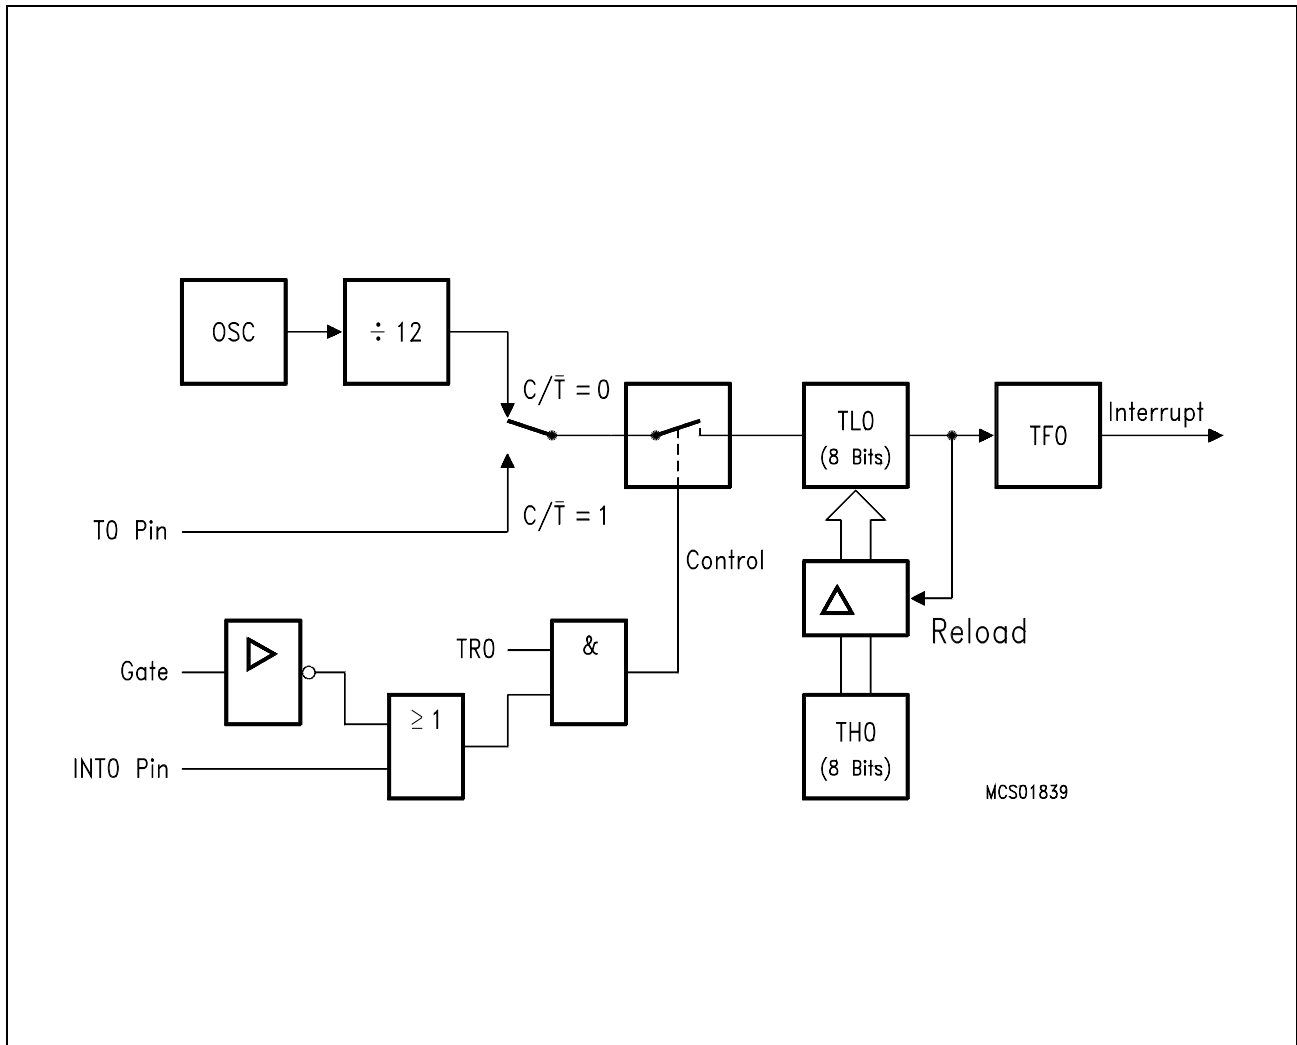 OSC
÷ 12
C/T̅ = 0
TL0
(8 Bits)
TF0
Interrupt
T0 Pin
C/T̅ = 1
Control
Gate
TR0
&
Reload
≥ 1
INT0 Pin
TH0
(8 Bits)
MCS01839